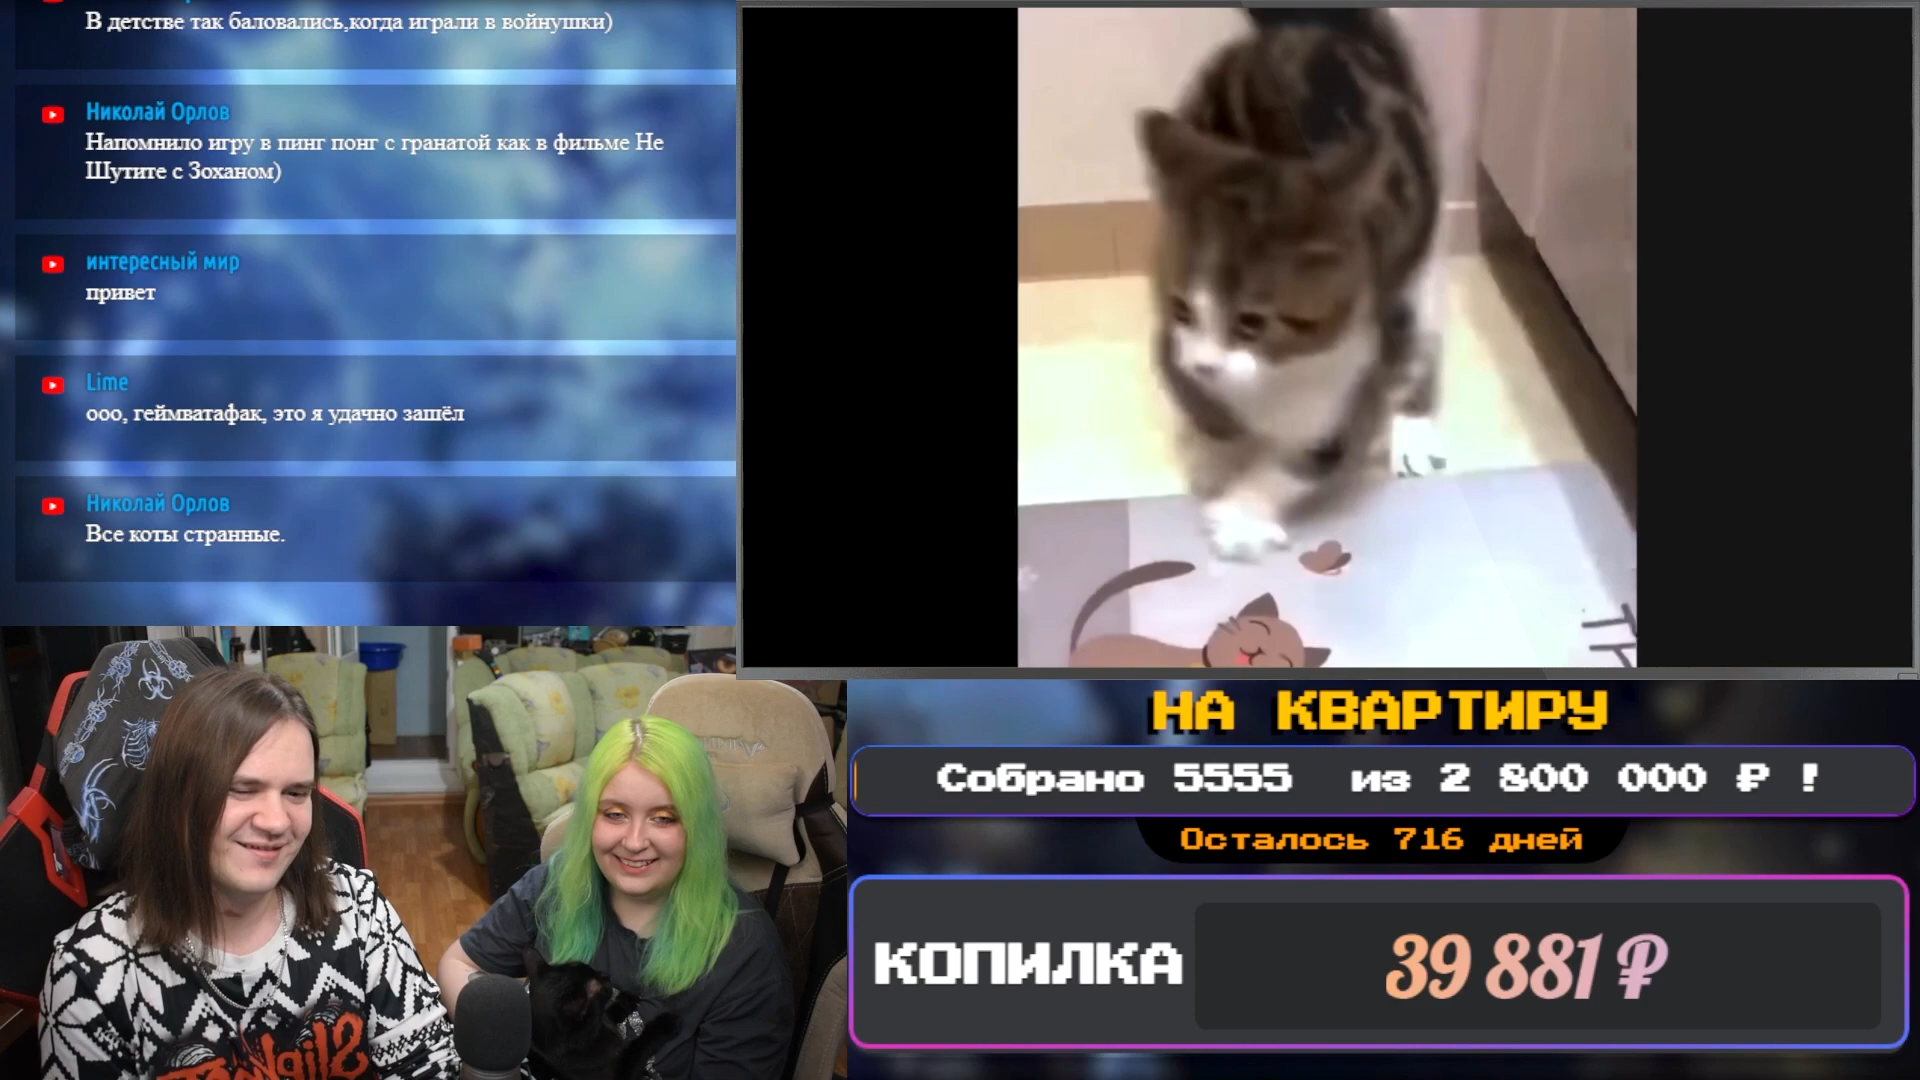 В детстве так баловались,когда играли в войнушки)
Николай Орлов
Напомнило игру в пинг понг с гранатой как в фильме Не
Шутите с Зоханом)
интересный мир
привет
Lime
ооо, геймватафак, это я удачно зашёл
Николай Орлов
Все коты странные.
НА КВАРТИРУ
Собрано 5555 из 2 800 000 ₽ !
Осталось 716 дней
КОПИЛКА
39 881 ₽